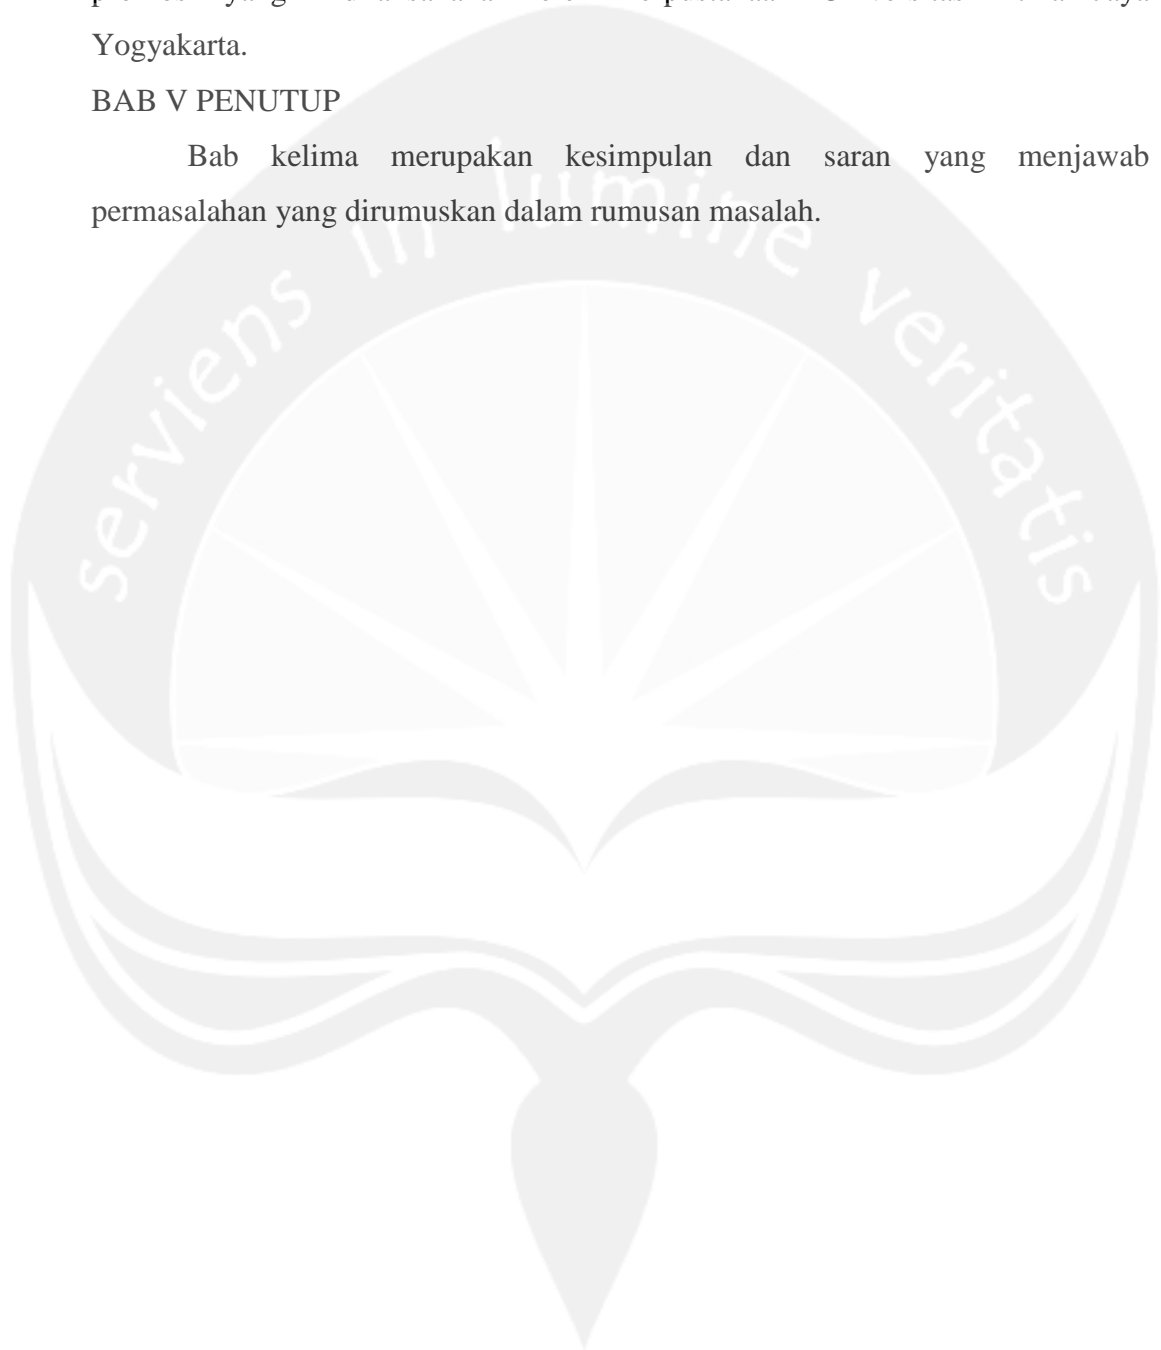 Yogyakarta.
BAB V PENUTUP
Bab kelima merupakan kesimpulan dan saran yang menjawab
permasalahan yang dirumuskan dalam rumusan masalah.
serviens in lumine veritatis